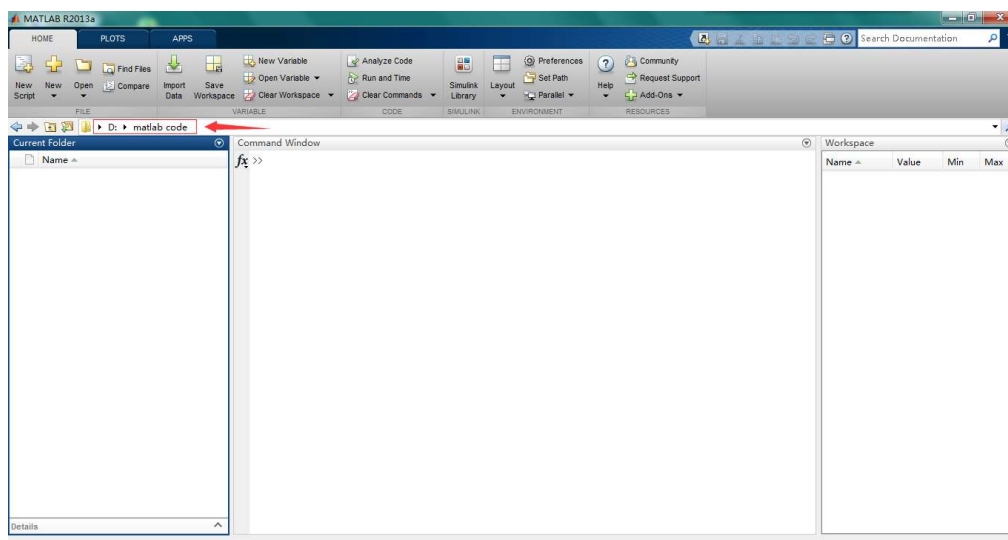 MATLAB R2013a
HOME PLOTS APPS
Search Documentation
New Script
New
Open
Find Files
Compare
Import Data
Save Workspace
New Variable
Open Variable
Clear Workspace
Analyze Code
Run and Time
Clear Commands
Simulink Library
Layout
Preferences
Set Path
Parallel
Help
Community
Request Support
Add-Ons
FILE VARIABLE CODE SIMULINK ENVIRONMENT RESOURCES
D: matlab code
Current Folder
Name
Details
Command Window
fx >>
Workspace
Name Value Min Max